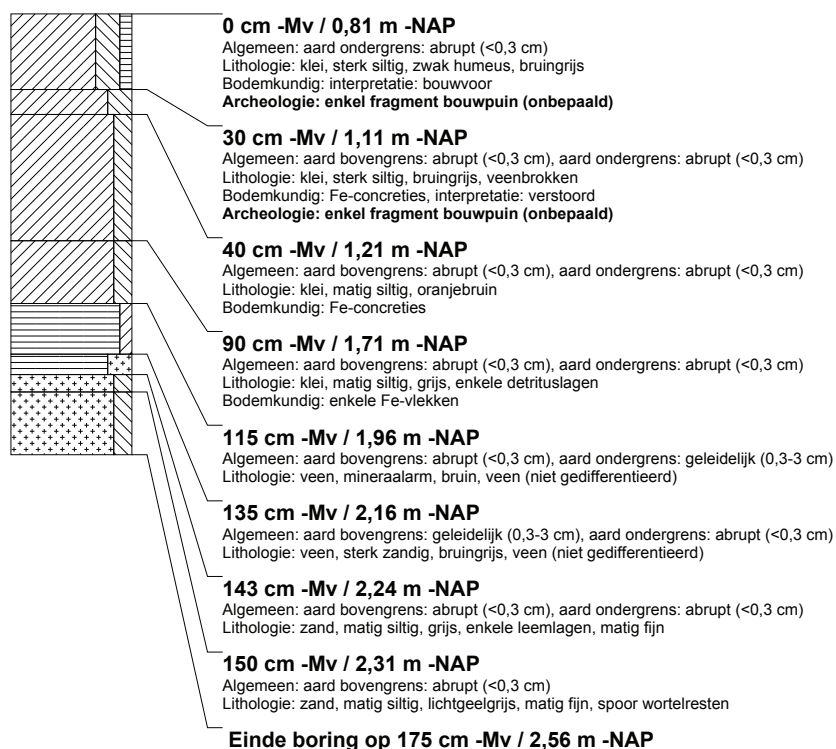 0 cm -Mv / 0,81 m -NAP
Algemeen: aard ondergrens: abrupt (<0,3 cm)
Lithologie: klei, sterk siltig, zwak humeus, bruingrijs
Bodemkundig: interpretatie: bouwvoor
Archeologie: enkel fragment bouwpuin (onbepaald)
30 cm -Mv / 1,11 m -NAP
Algemeen: aard bovengrens: abrupt (<0,3 cm), aard ondergrens: abrupt (<0,3 cm)
Lithologie: klei, sterk siltig, bruingrijs, veenbrokken
Bodemkundig: Fe-concreties, interpretatie: verstoord
Archeologie: enkel fragment bouwpuin (onbepaald)
40 cm -Mv / 1,21 m -NAP
Algemeen: aard bovengrens: abrupt (<0,3 cm), aard ondergrens: abrupt (<0,3 cm)
Lithologie: klei, matig siltig, oranjebruin
Bodemkundig: Fe-concreties
90 cm -Mv / 1,71 m -NAP
Algemeen: aard bovengrens: abrupt (<0,3 cm), aard ondergrens: abrupt (<0,3 cm)
Lithologie: klei, matig siltig, grijs, enkele detrituslagen
Bodemkundig: enkele Fe-vlekken
115 cm -Mv / 1,96 m -NAP
Algemeen: aard bovengrens: abrupt (<0,3 cm), aard ondergrens: geleidelijk (0,3-3 cm)
Lithologie: veen, mineraalarm, bruin, veen (niet gedifferentieerd)
135 cm -Mv / 2,16 m -NAP
Algemeen: aard bovengrens: geleidelijk (0,3-3 cm), aard ondergrens: abrupt (<0,3 cm)
Lithologie: veen, sterk zandig, bruingrijs, veen (niet gedifferentieerd)
143 cm -Mv / 2,24 m -NAP
Algemeen: aard bovengrens: abrupt (<0,3 cm), aard ondergrens: abrupt (<0,3 cm)
Lithologie: zand, matig siltig, grijs, enkele leemlagen, matig fijn
150 cm -Mv / 2,31 m -NAP
Algemeen: aard bovengrens: abrupt (<0,3 cm)
Lithologie: zand, matig siltig, lichtgeelgrijs, matig fijn, spoor wortelresten
Einde boring op 175 cm -Mv / 2,56 m -NAP